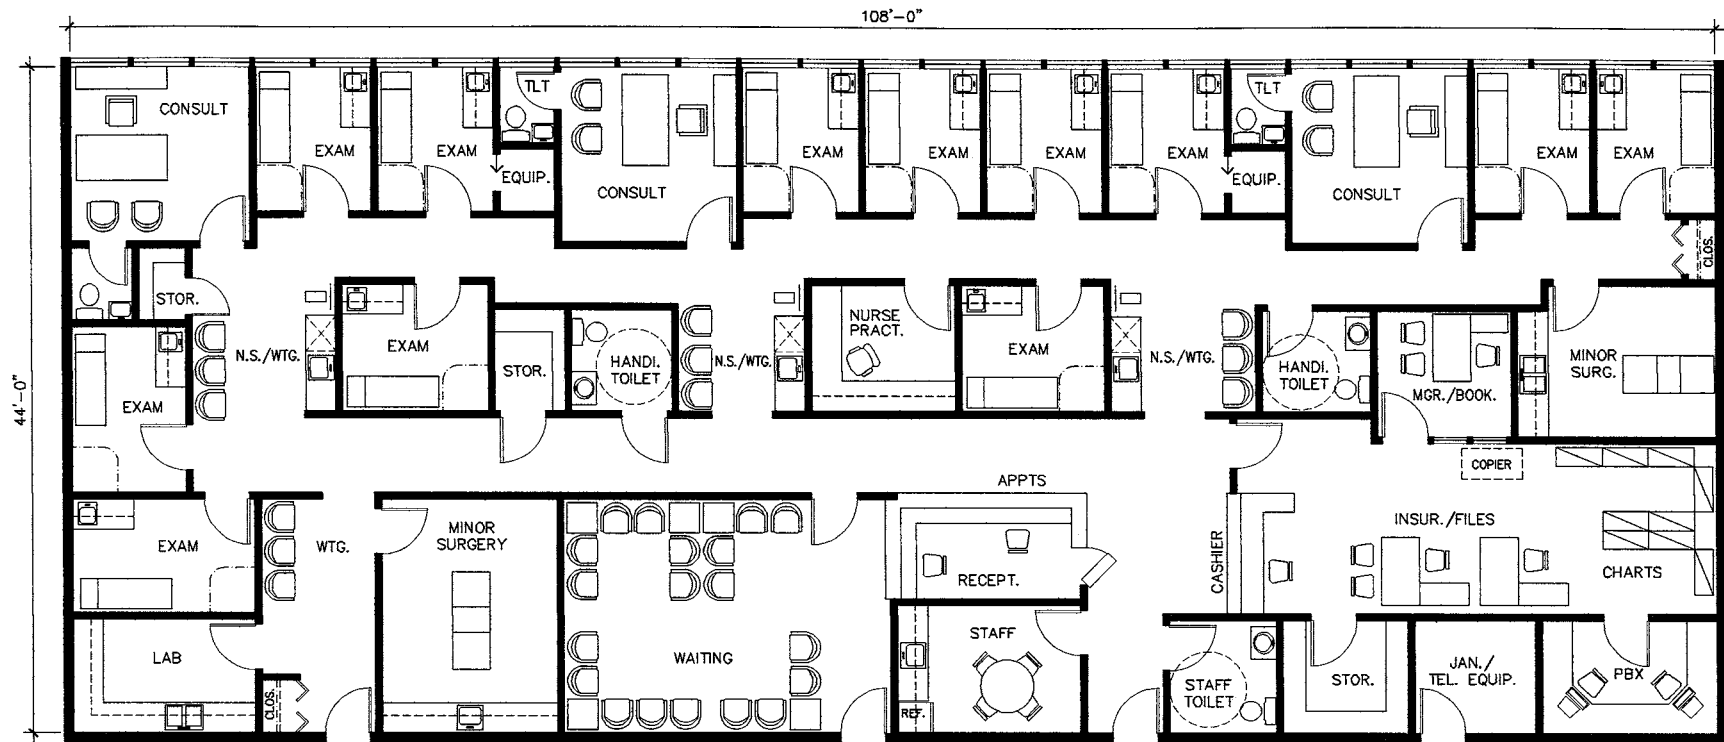 108'-0"
44'-0"
CONSULT
EXAM
EXAM
TLT
EQUIP.
CONSULT
EXAM
EXAM
EXAM
EXAM
TLT
EQUIP.
CONSULT
EXAM
EXAM
CLOS.
STOR.
N.S./WTG.
EXAM
STOR.
HANDI.
TOILET
N.S./WTG.
NURSE
PRACT.
EXAM
N.S./WTG.
HANDI.
TOILET
MGR./BOOK.
MINOR
SURG.
EXAM
COPIER
APPTS
EXAM
WTG.
MINOR
SURGERY
WAITING
RECEPT.
CASHIER
INSUR./FILES
CHARTS
LAB
CLOS.
STAFF
REF.
STAFF
TOILET
STOR.
JAN./
TEL. EQUIP.
PBX